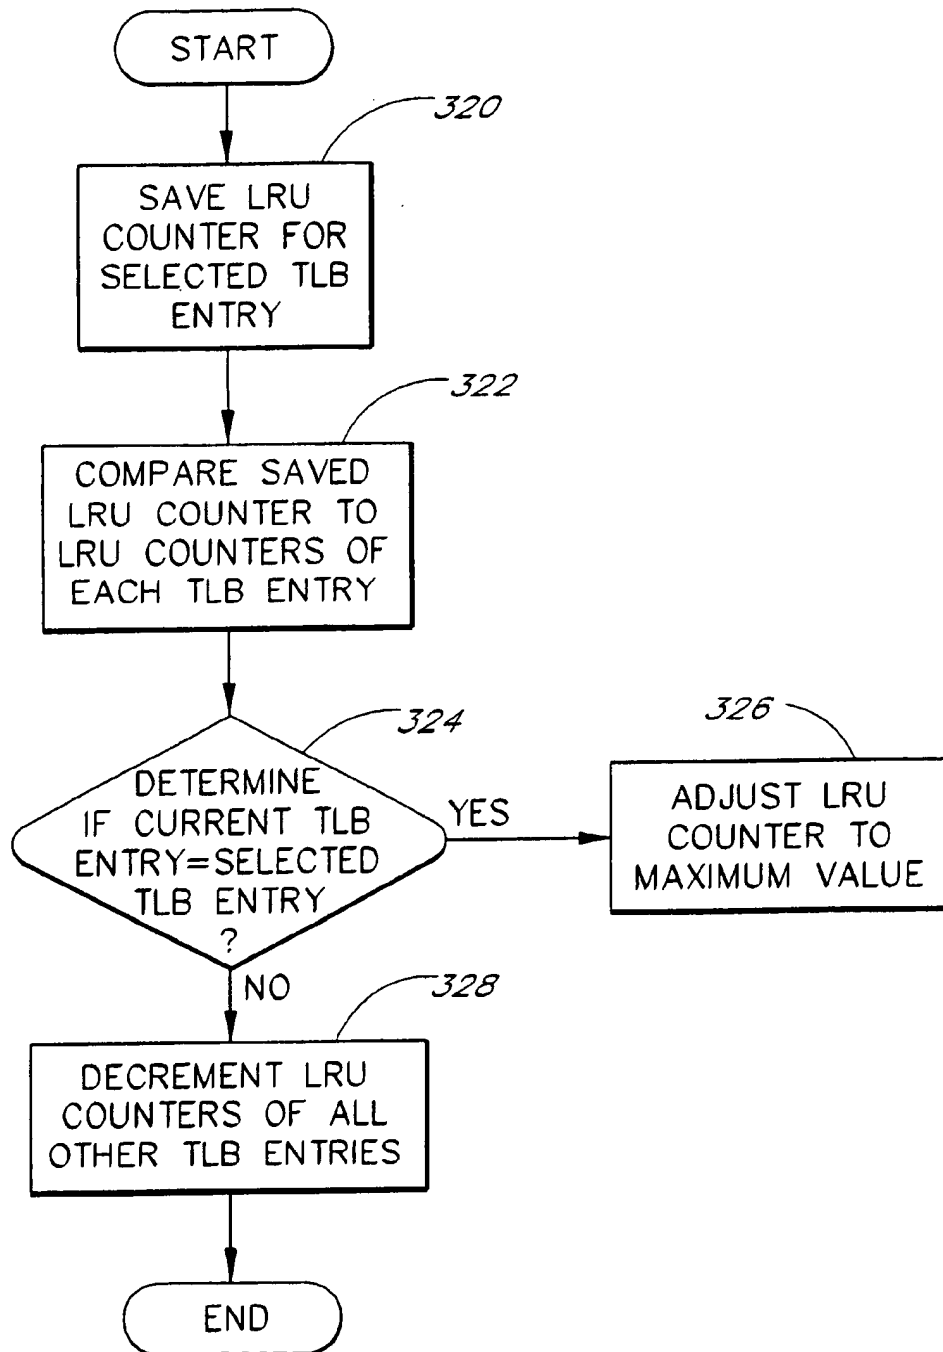 START
320
SAVE LRU
COUNTER FOR
SELECTED TLB
ENTRY
322
COMPARE SAVED
LRU COUNTER TO
LRU COUNTERS OF
EACH TLB ENTRY
324
DETERMINE
IF CURRENT TLB
ENTRY=SELECTED
TLB ENTRY
?
YES
326
ADJUST LRU
COUNTER TO
MAXIMUM VALUE
NO
328
DECREMENT LRU
COUNTERS OF ALL
OTHER TLB ENTRIES
END